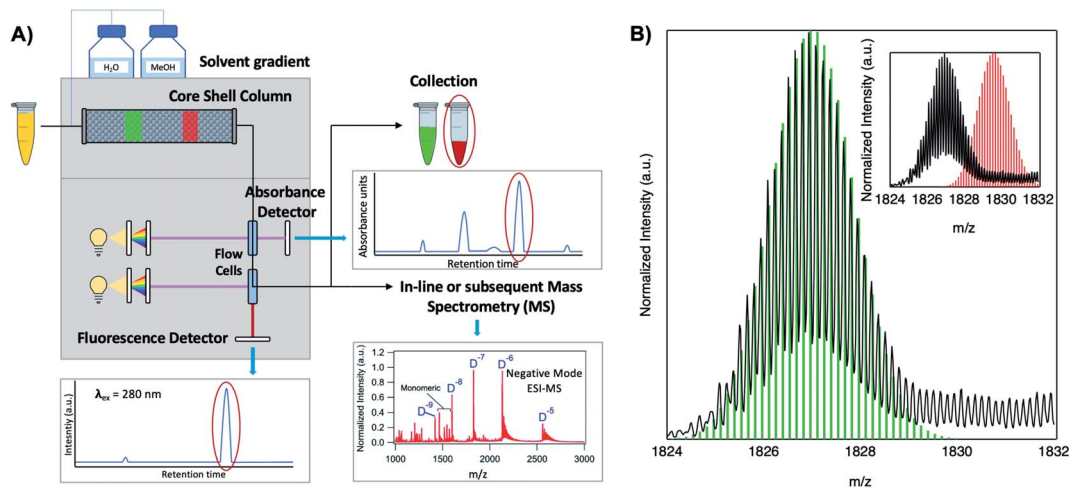 A)
H₂O
MeOH
Solvent gradient
Core Shell Column
Collection
Absorbance
Detector
Absorbance units
Retention time
Flow
Cells
In-line or subsequent Mass
Spectrometry (MS)
Fluorescence Detector
λex = 280 nm
Intesntiy (a.u.)
Retention time
Normalized Intensity (a.u.)
1.2
1.0
0.8
0.6
0.4
0.2
0.0
Monomeric
D-9
D-8
D-7
D-6
D-5
Negative Mode
ESI-MS
1000 1500 2000 2500 3000
m/z
B)
Normalized Intensity (a.u.)
1824 1826 1828 1830 1832
m/z
Normalized Intensity (a.u.)
1824 1826 1828 1830 1832
m/z